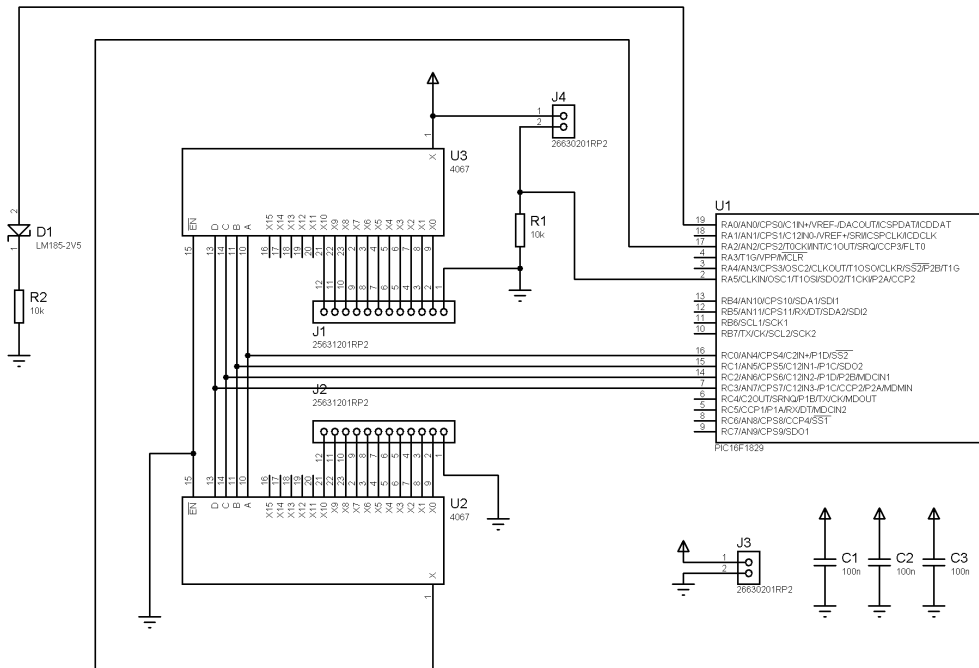 J4
1
2
26630201RP2
1
X
U3
4067
EN
D
C
B
A
X15
X14
X13
X12
X11
X10
X9
X8
X7
X6
X5
X4
X3
X2
X1
X0
15
13
14
11
10
16
17
18
19
20
21
22
23
2
3
4
5
6
7
8
9
2
D1
LM185-2V5
1
R2
10k
R1
10k
12
11
10
9
8
7
6
5
4
3
2
1
J1
25631201RP2
U1
19 RA0/AN0/CPS0/C1IN+/VREF-/DACOUT/ICSPDAT/ICDDAT
18 RA1/AN1/CPS1/C12IN0-/VREF+/SRI/ICSPCLK/ICDCLK
17 RA2/AN2/CPS2/T0CKI/INT/C1OUT/SRQ/CCP3/FLT0
4 RA3/T1G/VPP/MCLR
3 RA4/AN3/CPS3/OSC2/CLKOUT/T1OSO/CLKR/SS2/P2B/T1G
2 RA5/CLKIN/OSC1/T1OSI/SDO2/T1CKI/P2A/CCP2
13 RB4/AN10/CPS10/SDA1/SDI1
12 RB5/AN11/CPS11/RX/DT/SDA2/SDI2
11 RB6/SCL1/SCK1
10 RB7/TX/CK/SCL2/SCK2
16 RC0/AN4/CPS4/C2IN+/P1D/SS2
15 RC1/AN5/CPS5/C12IN1-/P1C/SDO2
14 RC2/AN6/CPS6/C12IN2-/P1D/P2B/MDCIN1
7 RC3/AN7/CPS7/C12IN3-/P1C/CCP2/P2A/MDMIN
6 RC4/C2OUT/SRNQ/P1B/TX/CK/MDOUT
5 RC5/CCP1/P1A/RX/DT/MDCIN2
8 RC6/AN8/CPS8/CCP4/SS1
9 RC7/AN9/CPS9/SDO1
PIC16F1829
J2
25631201RP2
12
11
10
9
8
7
6
5
4
3
2
1
15
13
14
11
10
16
17
18
19
20
21
22
23
2
3
4
5
6
7
8
9
EN
D
C
B
A
X15
X14
X13
X12
X11
X10
X9
X8
X7
X6
X5
X4
X3
X2
X1
X0
U2
4067
X
1
J3
1
2
26630201RP2
C1
100n
C2
100n
C3
100n